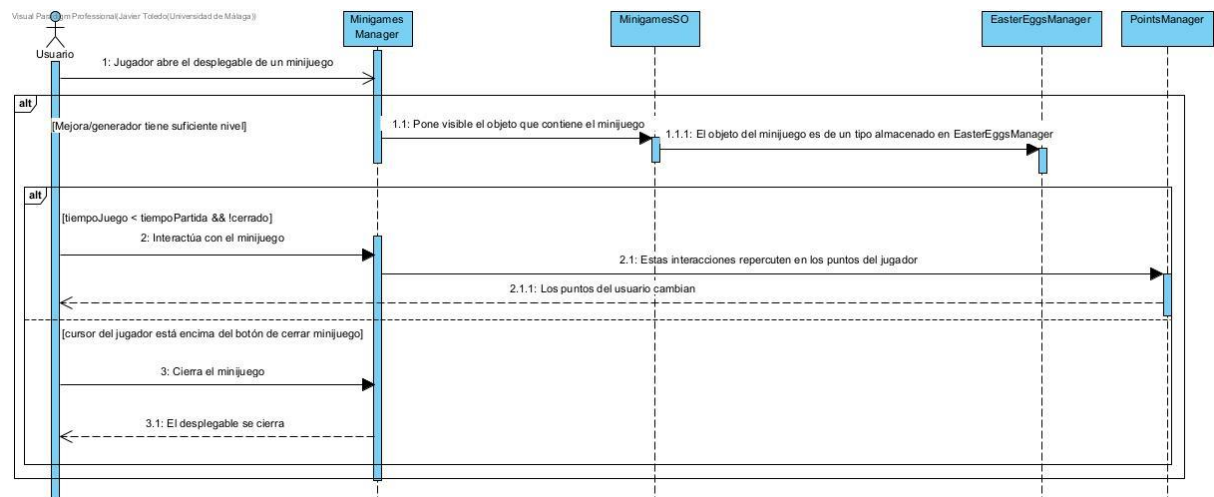 Visual Paradigm Professional(Javier Toledo(Universidad de Málaga))
Usuario
Minigames
Manager
MinigamesSO
EasterEggsManager
PointsManager
1: Jugador abre el desplegable de un minijuego
alt
[Mejora/generador tiene suficiente nivel]
1.1: Pone visible el objeto que contiene el minijuego
1.1.1: El objeto del minijuego es de un tipo almacenado en EasterEggsManager
alt
[tiempoJuego < tiempoPartida && !cerrado]
2: Interactúa con el minijuego
2.1: Estas interacciones repercuten en los puntos del jugador
2.1.1: Los puntos del usuario cambian
[cursor del jugador está encima del botón de cerrar minijuego]
3: Cierra el minijuego
3.1: El desplegable se cierra